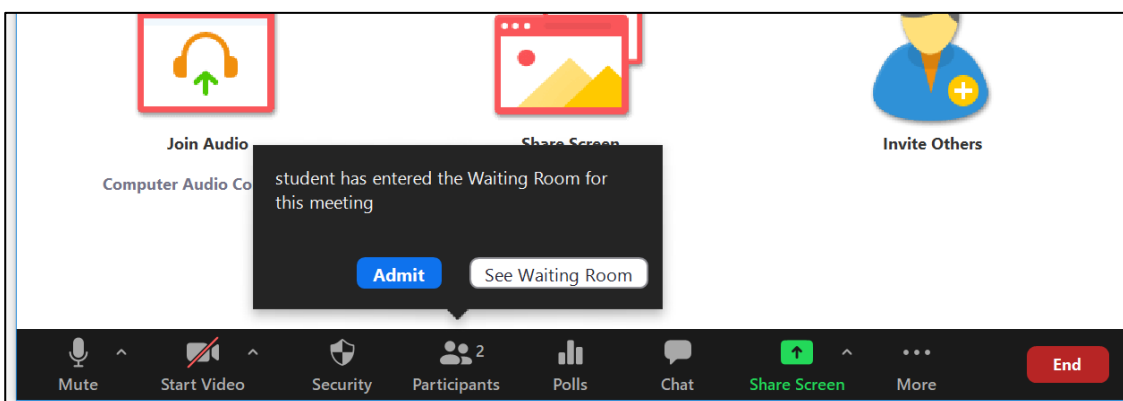 Join Audio
Share Screen
Invite Others
Computer Audio Co
student has entered the Waiting Room for
this meeting
Admit
See Waiting Room
2
Mute
Start Video
Security
Participants
Polls
Chat
Share Screen
More
End